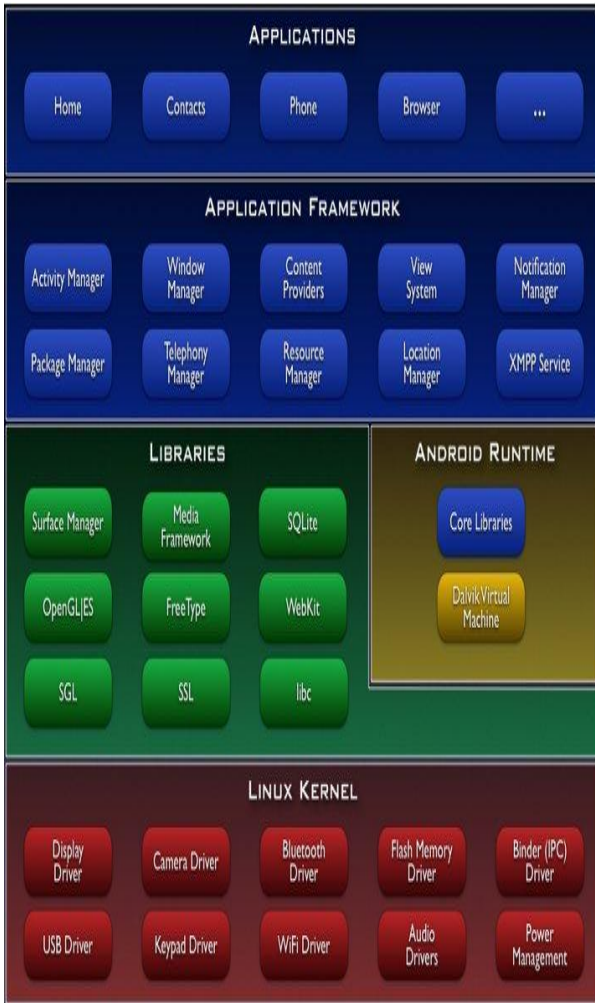 APPLICATIONS
Home
Contacts
Phone
Browser
...
APPLICATION FRAMEWORK
Activity Manager
Window
Manager
Content
Providers
View
System
Notification
Manager
Package Manager
Telephony
Manager
Resource
Manager
Location
Manager
XMPP Service
LIBRARIES
Surface Manager
Media
Framework
SQLite
OpenGL|ES
FreeType
WebKit
SGL
SSL
libc
ANDROID RUNTIME
Core Libraries
Dalvik Virtual
Machine
LINUX KERNEL
Display
Driver
Camera Driver
Bluetooth
Driver
Flash Memory
Driver
Binder (IPC)
Driver
USB Driver
Keypad Driver
WiFi Driver
Audio
Drivers
Power
Management